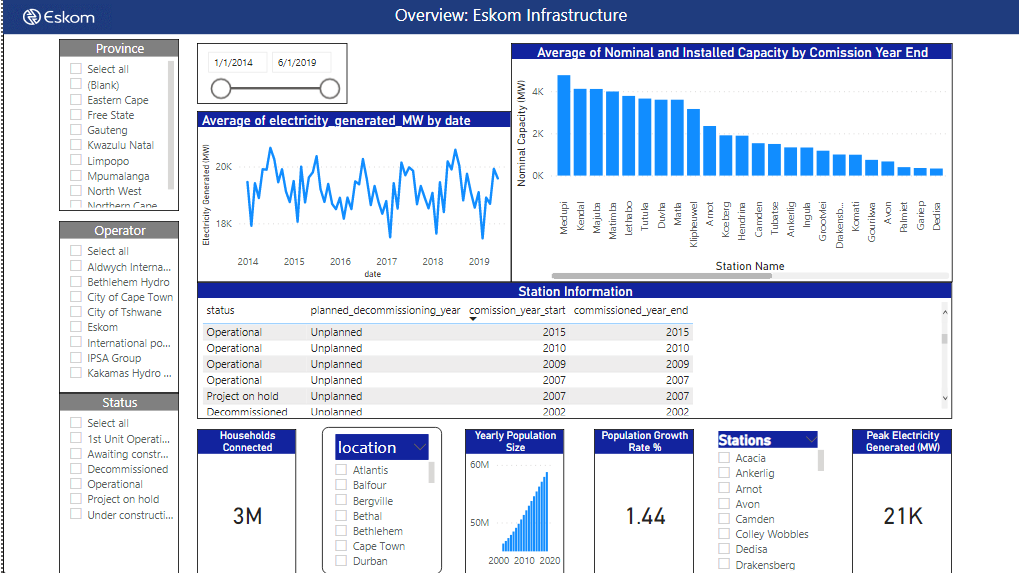 Eskom
Overview: Eskom Infrastructure
Province
Select all
(Blank)
Eastern Cape
Free State
Gauteng
Kwazulu Natal
Limpopo
Mpumalanga
North West
Northern Cape
Operator
Select all
Aldwych Interna...
Bethlehem Hydro
City of Cape Town
City of Tshwane
Eskom
International po...
IPSA Group
Kakamas Hydro ...
Status
Select all
1st Unit Operati...
Awaiting constr...
Decommissioned
Operational
Project on hold
Under constructi...
1/1/2014 6/1/2019
Average of electricity_generated_MW by date
Electricity Generated (MW)
20K
18K
2014 2015 2016 2017 2018 2019
date
Average of Nominal and Installed Capacity by Comission Year End
Nominal Capacity (MW)
4K
2K
0K
Medupi
Kendal
Majuba
Matimba
Lethabo
Tutuka
Duvha
Matla
Klipheuwel
Arnot
Koeberg
Hendrina
Camden
Tubatse
Ankerlig
Ingula
Grootvlei
Drakensb...
Komati
Gourikwa
Avon
Palmiet
Gariep
Dedisa
Station Name
Station Information
status planned_decommissioning_year comission_year_start commissioned_year_end
Operational Unplanned 2015 2015
Operational Unplanned 2010 2010
Operational Unplanned 2009 2009
Operational Unplanned 2007 2007
Project on hold Unplanned 2007 2007
Decommissioned Unplanned 2002 2002
Households
Connected
3M
location
Atlantis
Balfour
Bergville
Bethal
Bethlehem
Cape Town
Durban
Yearly Population
Size
60M
50M
2000 2010 2020
Population Growth
Rate %
1.44
Stations
Acacia
Ankerlig
Arnot
Avon
Camden
Colley Wobbles
Dedisa
Drakensberg
Peak Electricity
Generated (MW)
21K